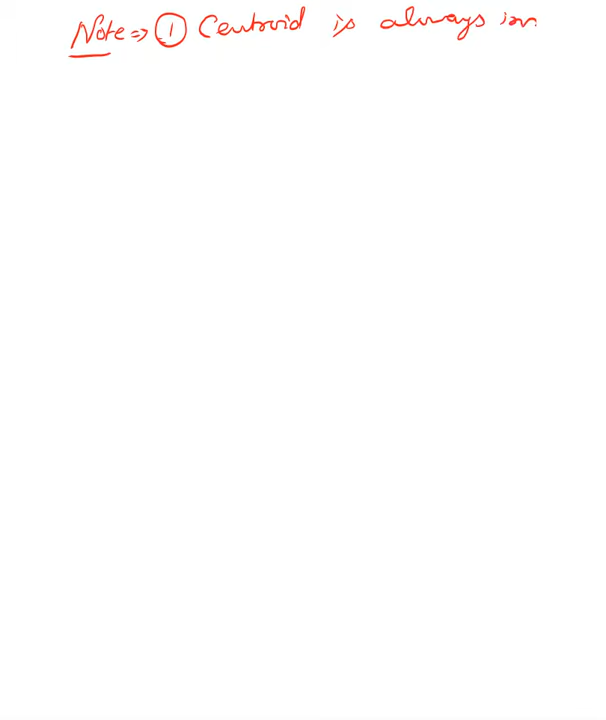 Note => ① Centroid is always in